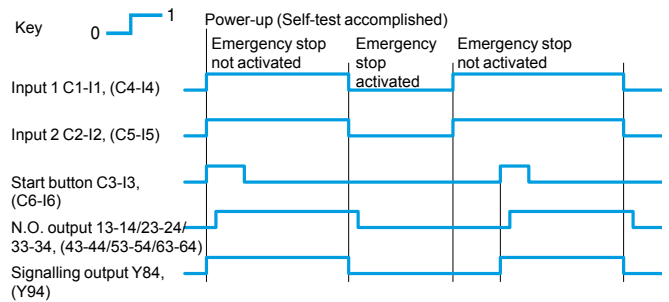 Key
0
1
Power-up (Self-test accomplished)
Emergency stop
not activated
Emergency
stop
activated
Emergency stop
not activated
Input 1 C1-I1, (C4-I4)
Input 2 C2-I2, (C5-I5)
Start button C3-I3,
(C6-I6)
N.O. output 13-14/23-24/
33-34, (43-44/53-54/63-64)
Signalling output Y84,
(Y94)